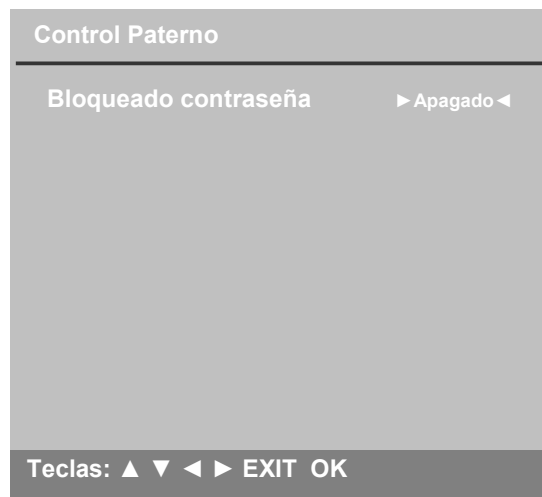 Control Paterno
Bloqueado contraseña ►Apagado◄
Teclas: ▲ ▼ ◄ ► EXIT OK